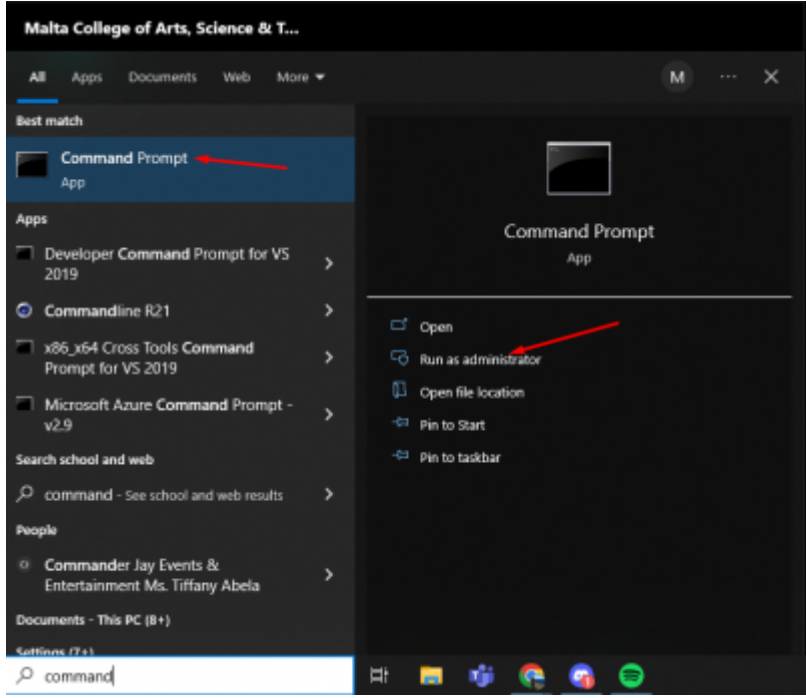 Malta College of Arts, Science & T...
All Apps Documents Web More
M ...
Best match
Command Prompt
App
Apps
Developer Command Prompt for VS
2019
Commandline R21
x86_x64 Cross Tools Command
Prompt for VS 2019
Microsoft Azure Command Prompt -
v2.9
Search school and web
command - See school and web results
People
Commander Jay Events &
Entertainment Ms. Tiffany Abela
Documents - This PC (8+)
Settings (7+)
command
Command Prompt
App
Open
Run as administrator
Open file location
Pin to Start
Pin to taskbar